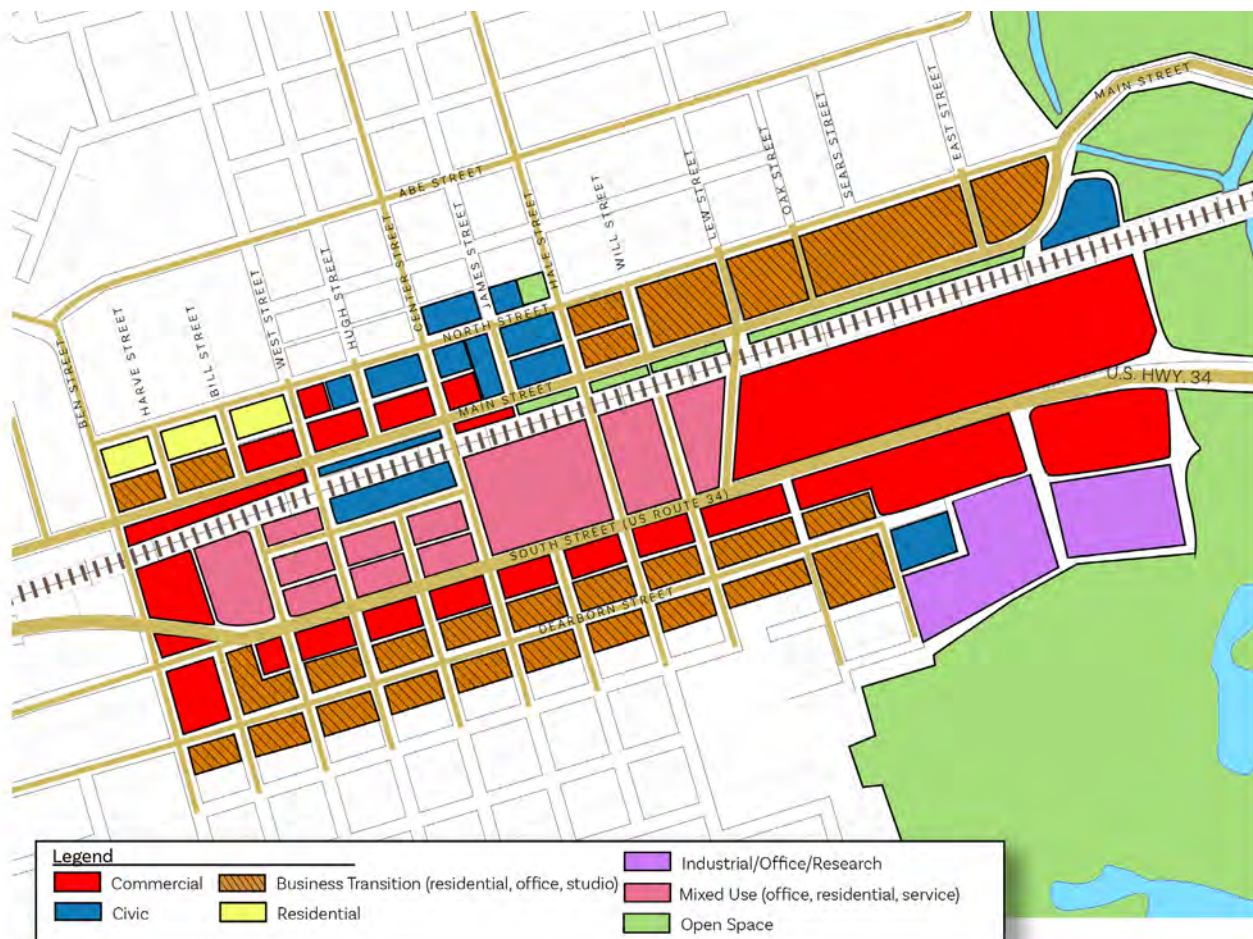 MAIN STREET
EAST STREET
SEARS STREET
OAK STREET
LEW STREET
WILL STREET
HALE STREET
JAMES STREET
ABE STREET
CENTER STREET
HUGH STREET
WEST STREET
BILL STREET
HARVE STREET
BEN STREET
NORTH STREET
MAIN STREET
U.S. HWY. 34
SOUTH STREET (US ROUTE 34)
DEARBORN STREET
Legend
Commercial
Civic
Business Transition (residential, office, studio)
Residential
Industrial/Office/Research
Mixed Use (office, residential, service)
Open Space